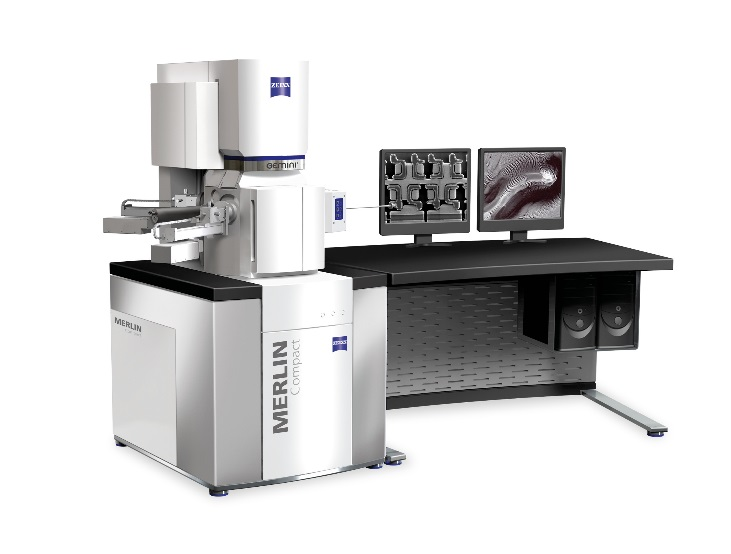 ZEISS
GEMINI
MERLIN
MERLIN
Compact
ZEISS